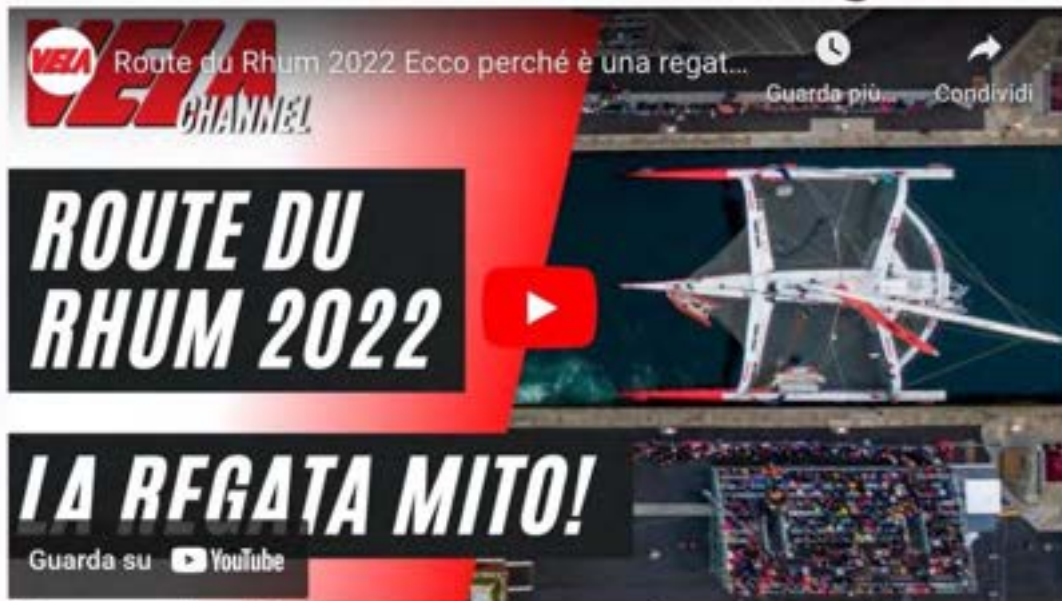 VELA
Route du Rhum 2022 Ecco perché è una regat...
Guarda più...
Condividi
VELA
CHANNEL
ROUTE DU
RHUM 2022
LA REGATA MITO!
Guarda su YouTube